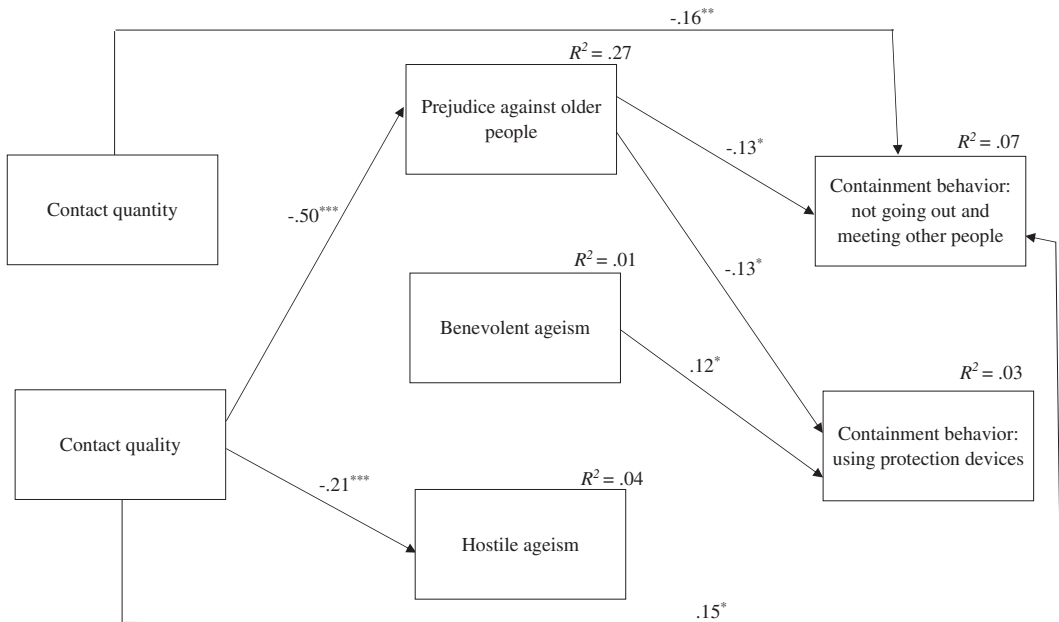 -.16**
R² = .27
Prejudice against older
people
R² = .07
-.13*
Containment behavior:
not going out and
meeting other people
Contact quantity
-.50***
R² = .01
-.13*
Benevolent ageism
.12*
R² = .03
Containment behavior:
using protection devices
Contact quality
R² = .04
-.21***
Hostile ageism
.15*